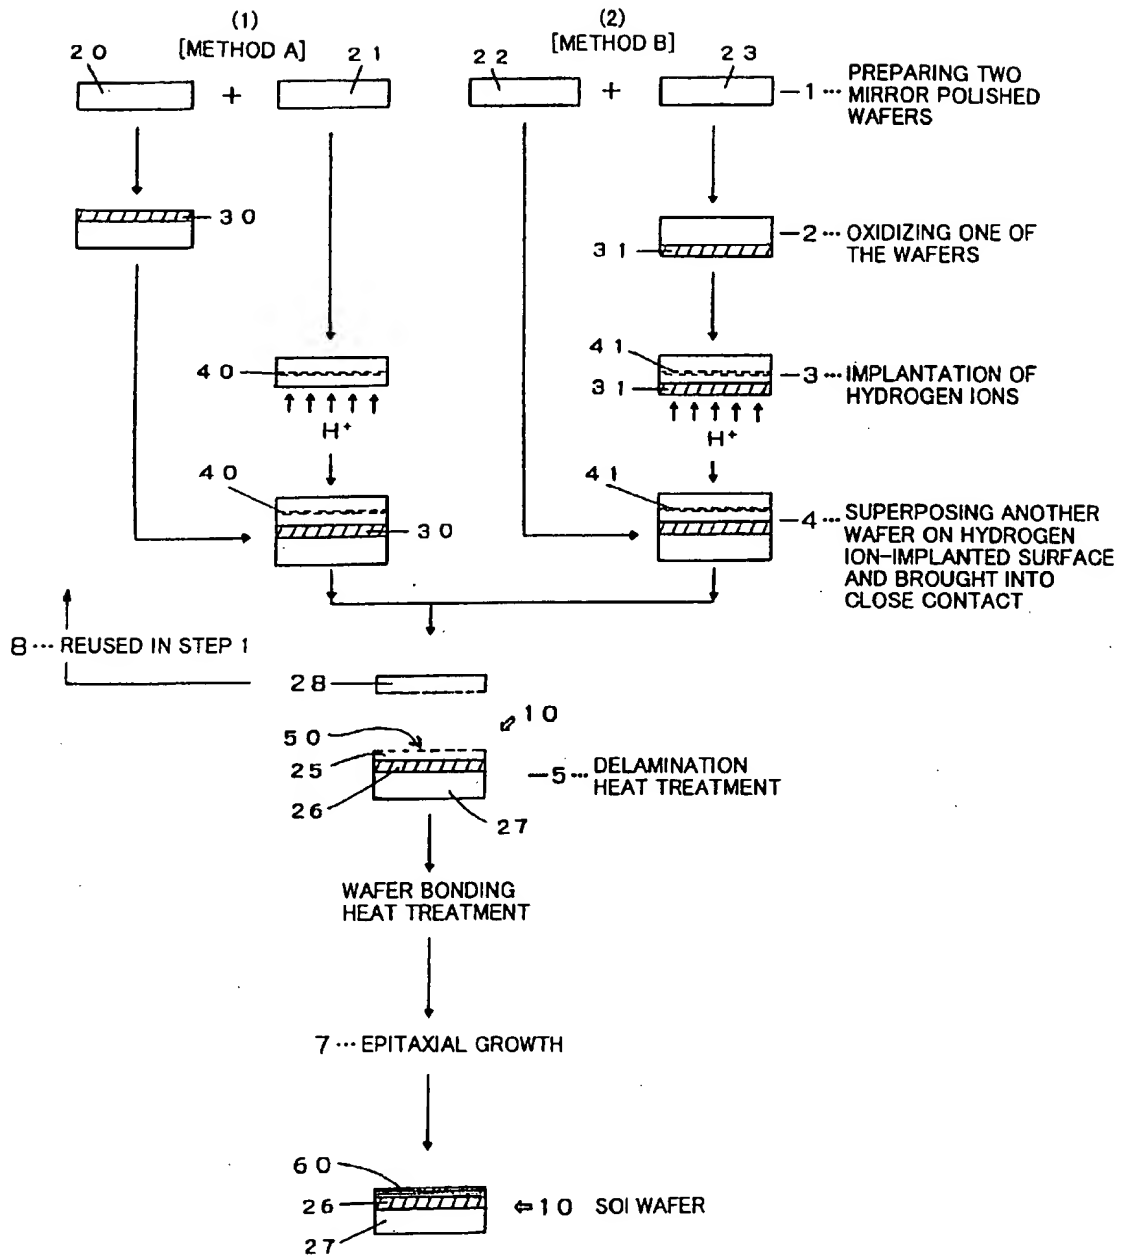 (1)
[METHOD A]
(2)
[METHOD B]
20
21
22
23
+
+
1 ··· PREPARING TWO
MIRROR POLISHED
WAFERS
30
31
2 ··· OXIDIZING ONE OF
THE WAFERS
40
H+
41
31
H+
3 ··· IMPLANTATION OF
HYDROGEN IONS
40
30
41
4 ··· SUPERPOSING ANOTHER
WAFER ON HYDROGEN
ION-IMPLANTED SURFACE
AND BROUGHT INTO
CLOSE CONTACT
8 ··· REUSED IN STEP 1
28
10
50
25
26
27
5 ··· DELAMINATION
HEAT TREATMENT
WAFER BONDING
HEAT TREATMENT
7 ··· EPITAXIAL GROWTH
60
26
27
⇦10 SOI WAFER